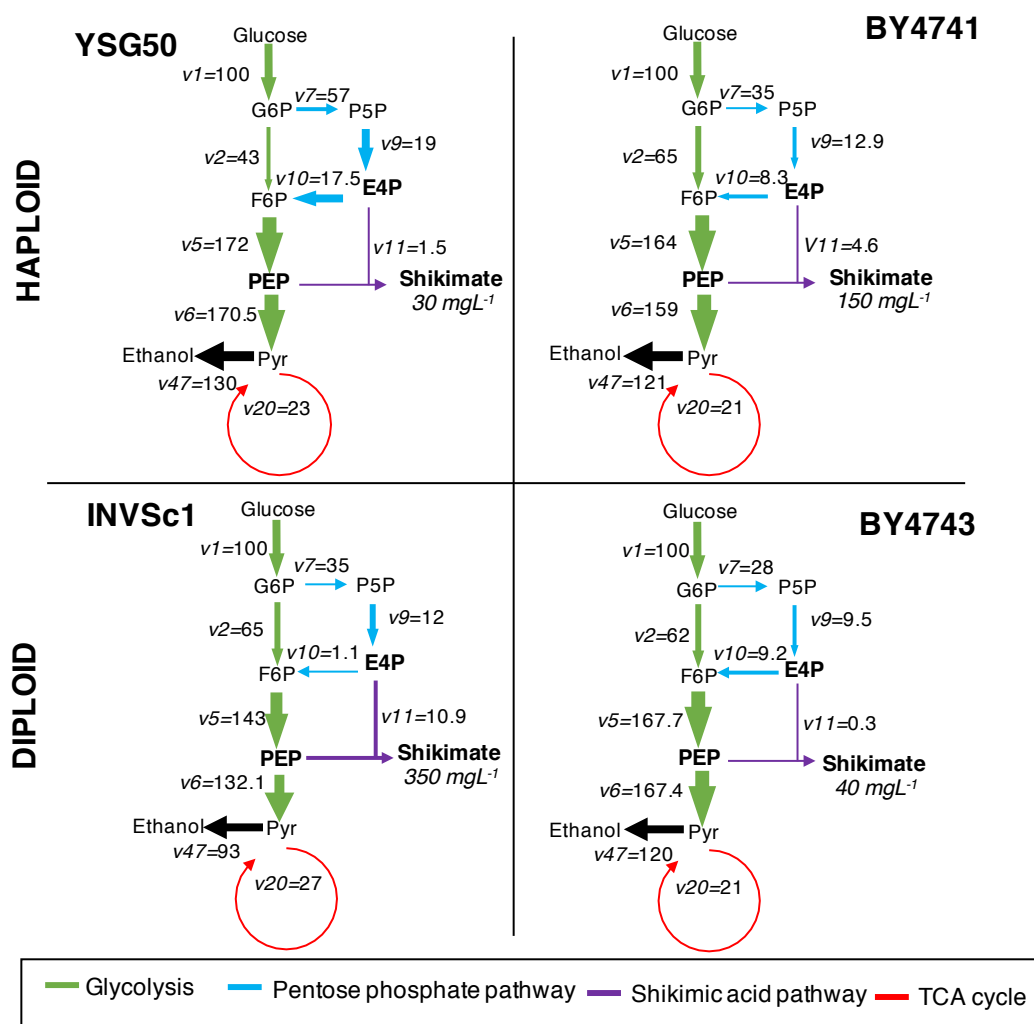 YSG50
Glucose
v1=100
G6P
v7=57
P5P
v2=43
v9=19
v10=17.5
F6P
E4P
v5=172
v11=1.5
PEP
Shikimate
30 mgL-1
v6=170.5
Ethanol
Pyr
v47=130
v20=23
BY4741
Glucose
v1=100
G6P
v7=35
P5P
v2=65
v9=12.9
v10=8.3
F6P
E4P
v5=164
V11=4.6
PEP
Shikimate
150 mgL-1
v6=159
Ethanol
Pyr
v47=121
v20=21
HAPLOID
INVSc1
Glucose
v1=100
G6P
v7=35
P5P
v2=65
v9=12
v10=1.1
F6P
E4P
v5=143
v11=10.9
PEP
Shikimate
350 mgL-1
v6=132.1
Ethanol
Pyr
v47=93
v20=27
BY4743
Glucose
v1=100
G6P
v7=28
P5P
v2=62
v9=9.5
v10=9.2
F6P
E4P
v5=167.7
v11=0.3
PEP
Shikimate
40 mgL-1
v6=167.4
Ethanol
Pyr
v47=120
v20=21
DIPLOID
Glycolysis
Pentose phosphate pathway
Shikimic acid pathway
TCA cycle